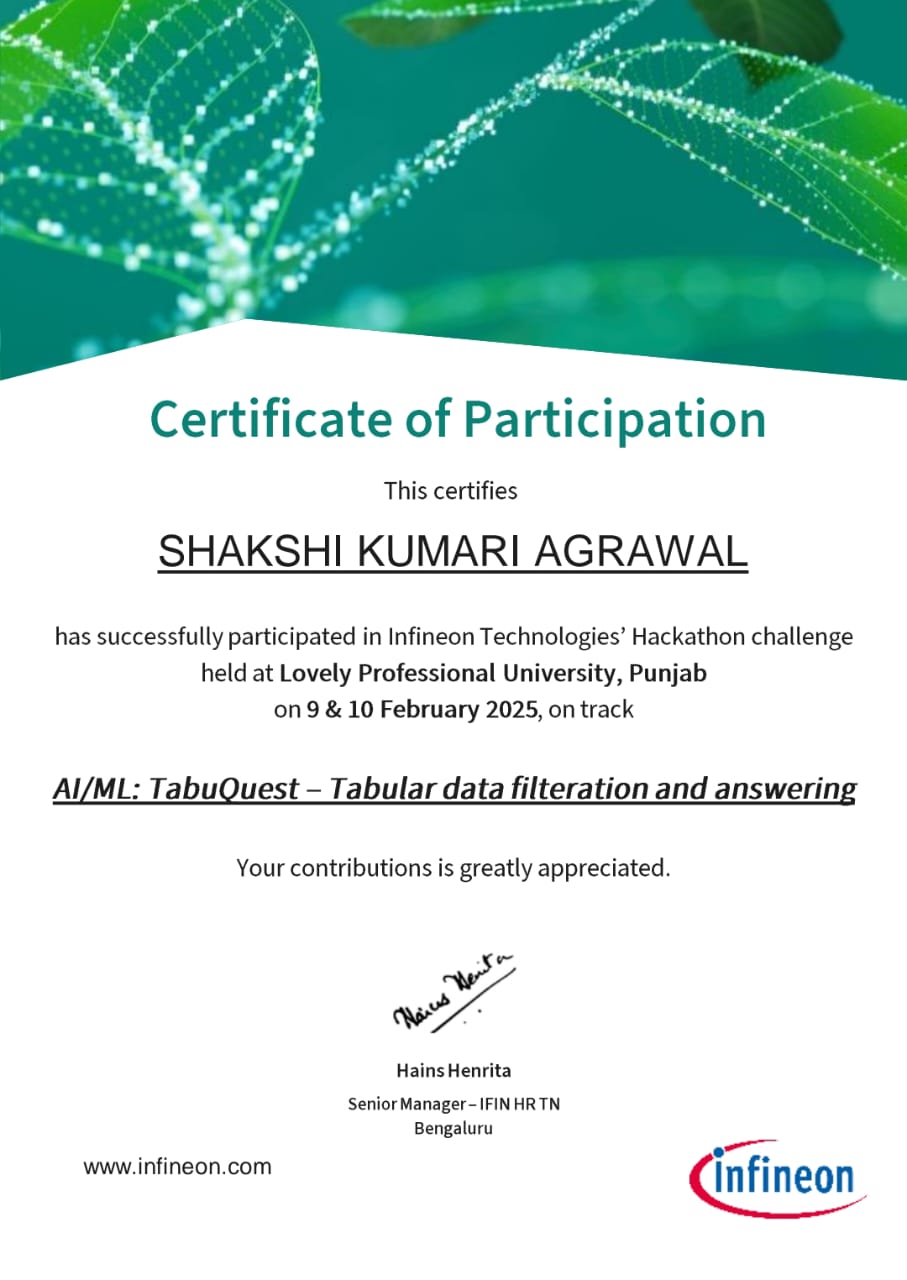 Certificate of Participation
This certifies
SHAKSHI KUMARI AGRAWAL
has successfully participated in Infineon Technologies’ Hackathon challenge
held at Lovely Professional University, Punjab
on 9 & 10 February 2025, on track
AI/ML: TabuQuest – Tabular data filteration and answering
Your contributions is greatly appreciated.
Hains Henrita
Hains Henrita
Senior Manager – IFIN HR TN
Bengaluru
www.infineon.com
infineon